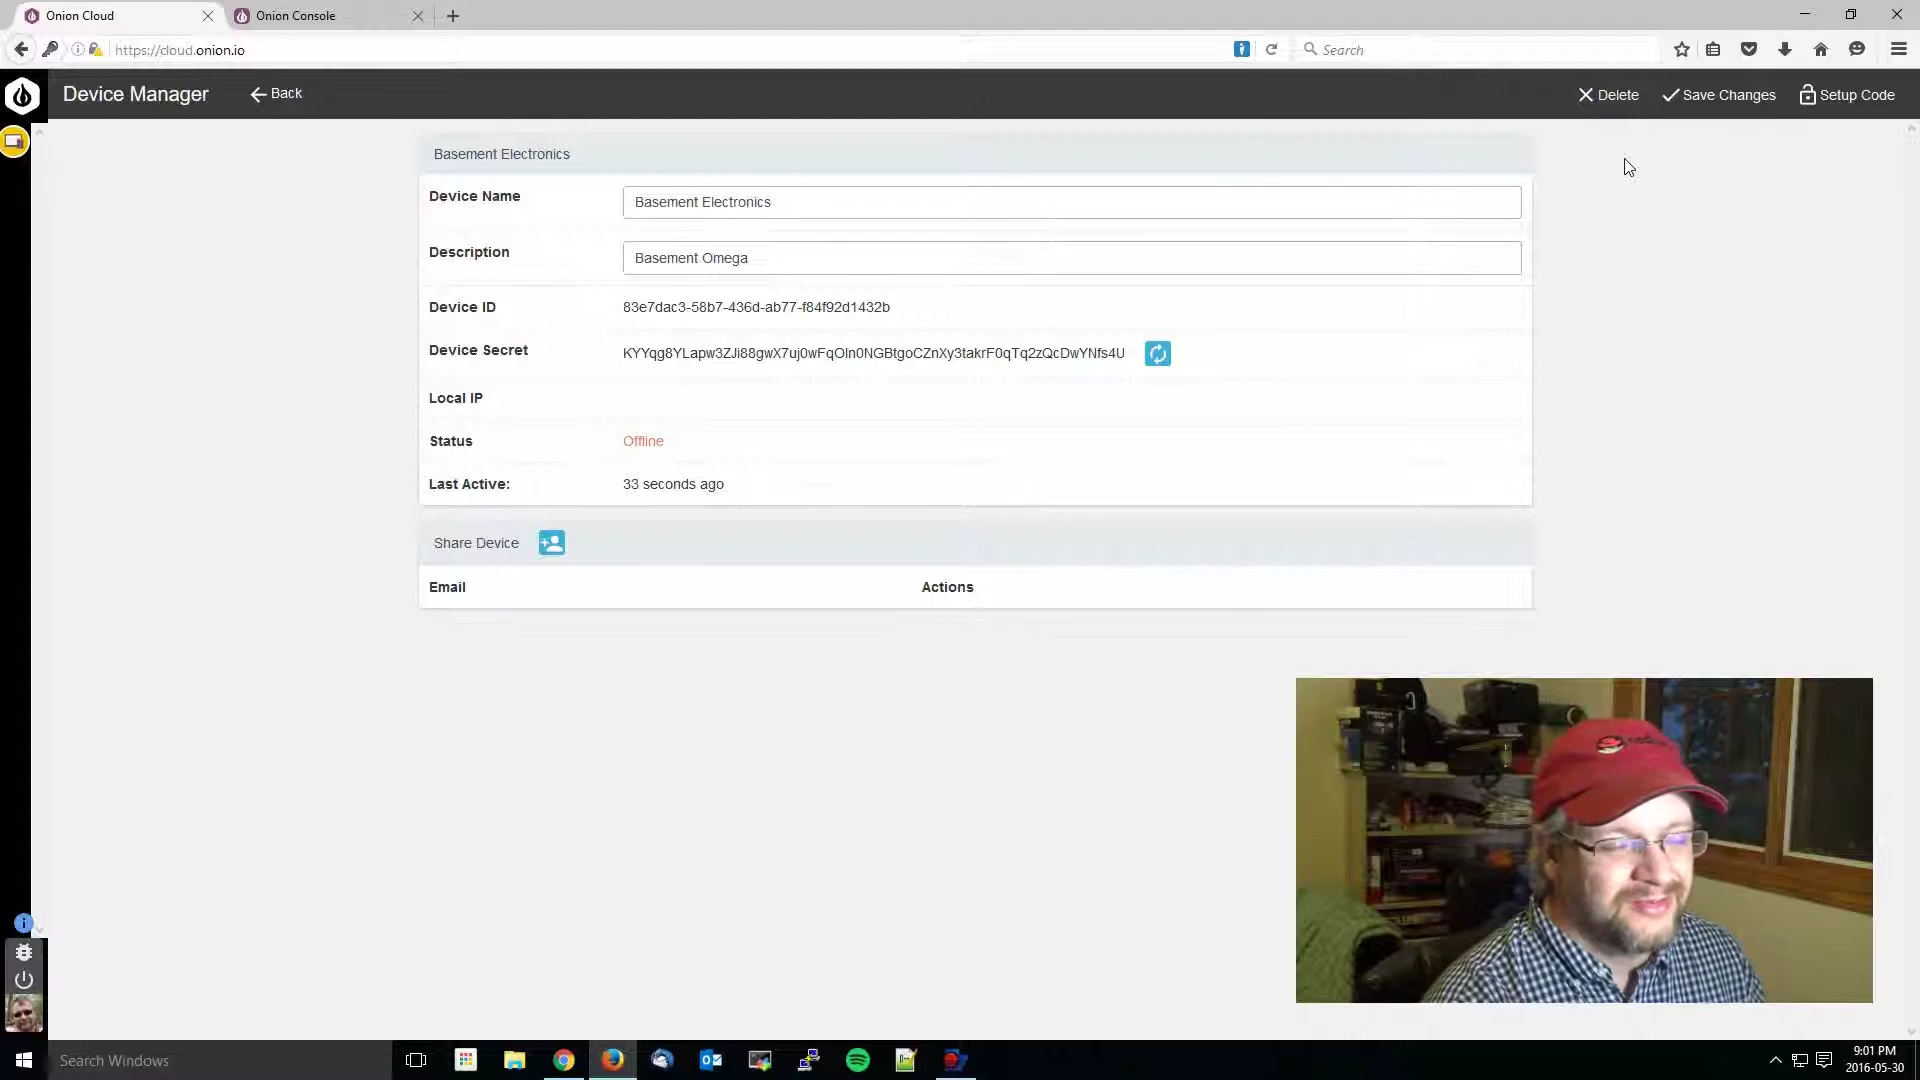 Onion Cloud
Onion Console
https://cloud.onion.io
Search
Device Manager
Back
Delete
Save Changes
Setup Code
Basement Electronics
Device Name
Basement Electronics
Description
Basement Omega
Device ID
83e7dac3-58b7-436d-ab77-f84f92d1432b
Device Secret
KYYqg8YLapw3ZJi88gwX7uj0wFqOln0NGBtgoCZnXy3takrF0qTq2zQcDwYNfs4U
Local IP
Status
Offline
Last Active:
33 seconds ago
Share Device
Email
Actions
Search Windows
9:01 PM
2016-05-30